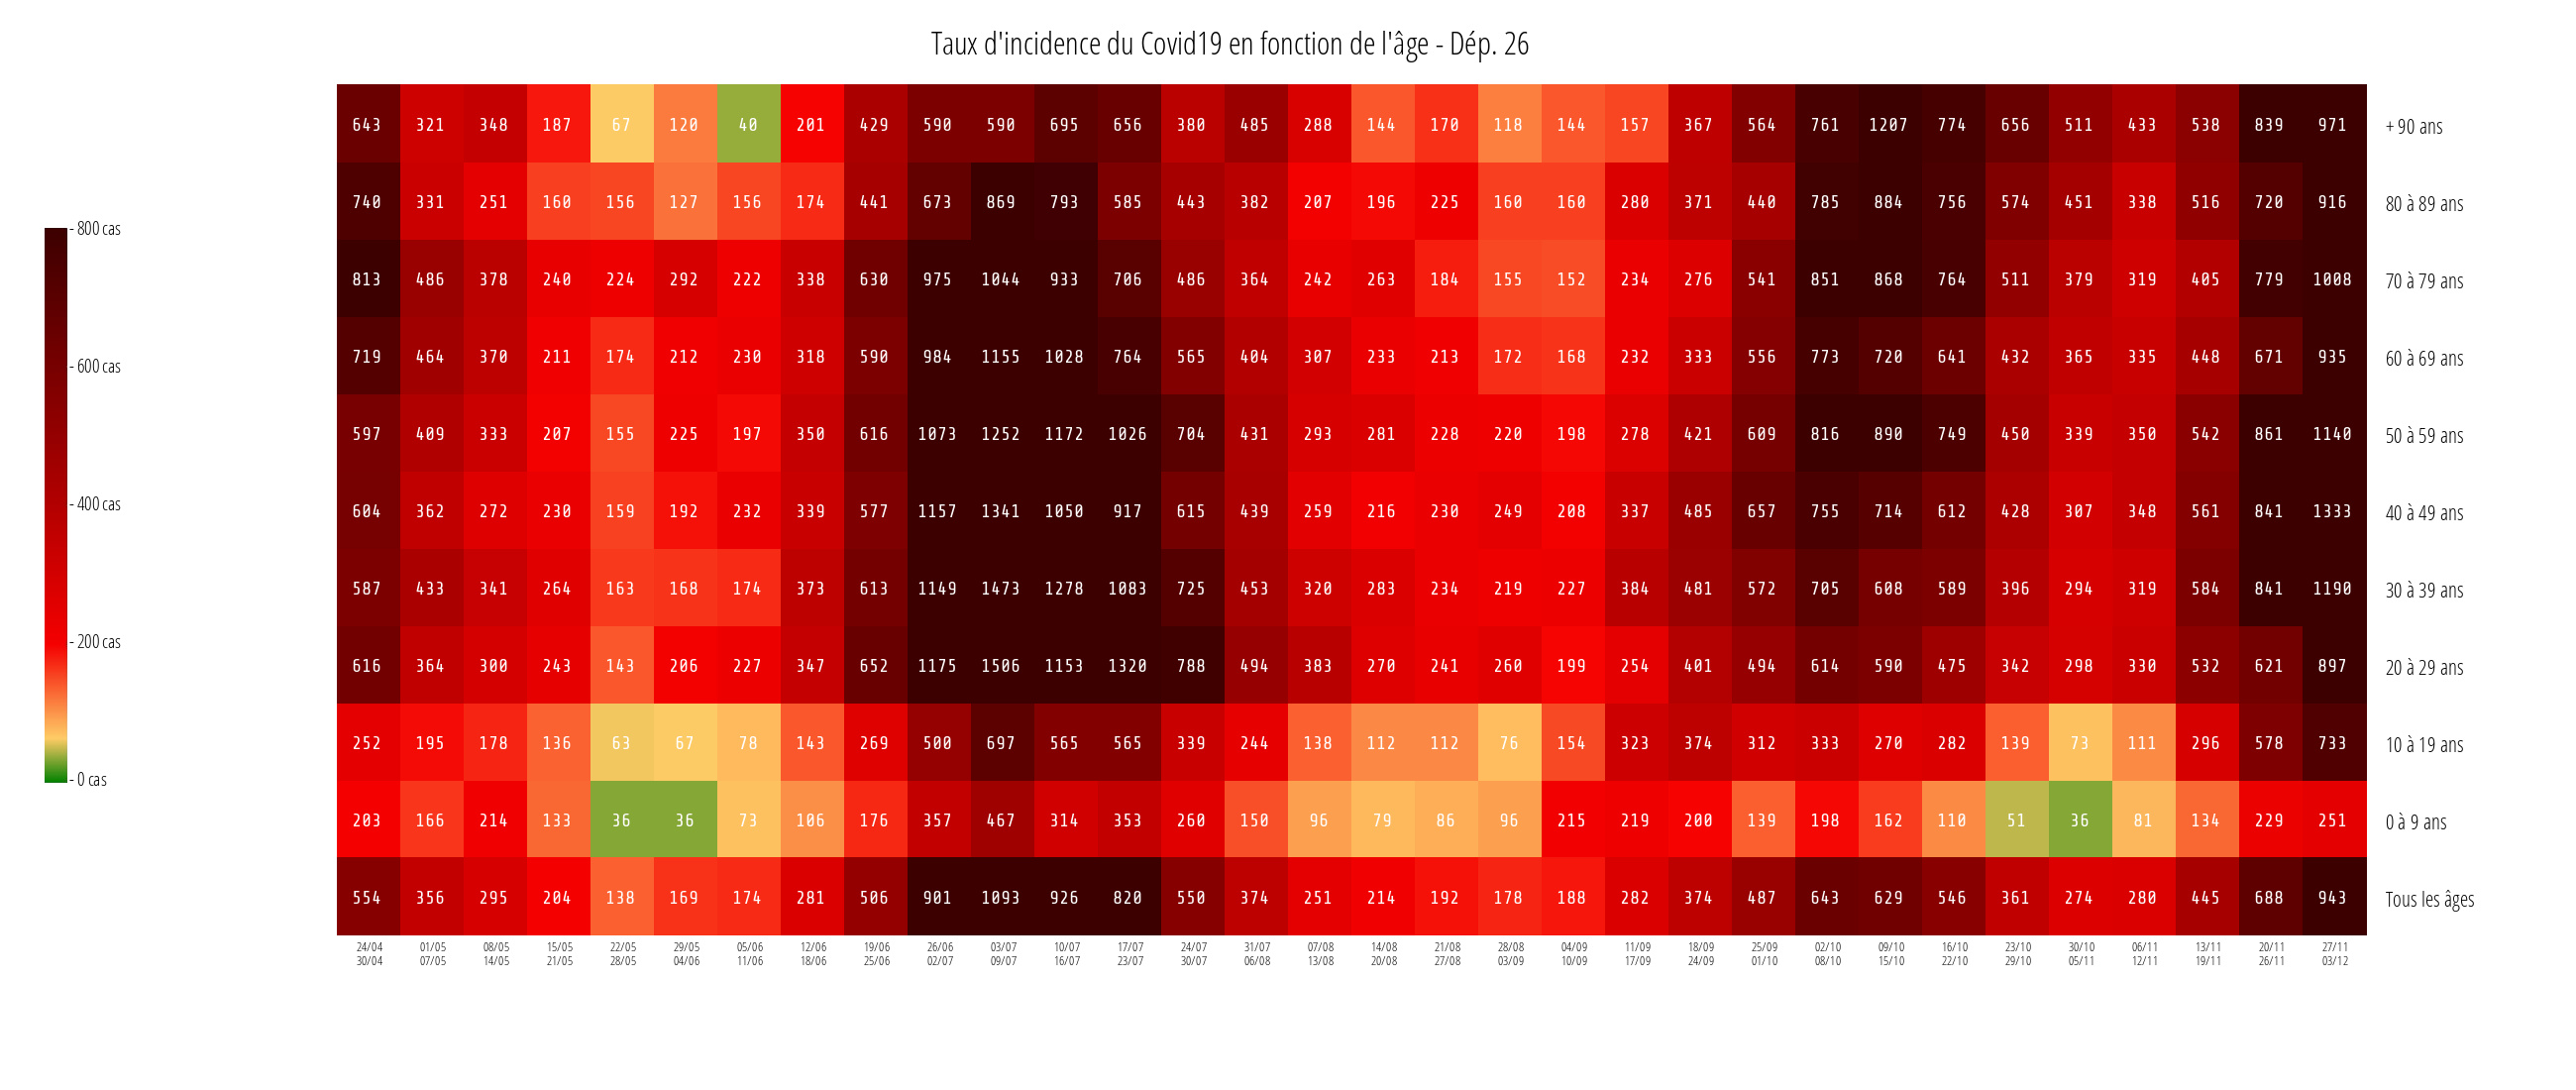 Taux d'incidence du Covid19 en fonction de l'âge - Dép. 26
643 321 348 187 67 120 40 201 429 590 590 695 656 380 485 288 144 170 118 144 157 367 564 761 1207 774 656 511 433 538 839 971 + 90 ans
740 331 251 160 156 127 156 174 441 673 869 793 585 443 382 207 196 225 160 160 280 371 440 785 884 756 574 451 338 516 720 916 80 à 89 ans
- 800 cas
813 486 378 240 224 292 222 338 630 975 1044 933 706 486 364 242 263 184 155 152 234 276 541 851 868 764 511 379 319 405 779 1008 70 à 79 ans
719 464 370 211 174 212 230 318 590 984 1155 1028 764 565 404 307 233 213 172 168 232 333 556 773 720 641 432 365 335 448 671 935 60 à 69 ans
- 600 cas
597 409 333 207 155 225 197 350 616 1073 1252 1172 1026 704 431 293 281 228 220 198 278 421 609 816 890 749 450 339 350 542 861 1140 50 à 59 ans
- 400 cas
604 362 272 230 159 192 232 339 577 1157 1341 1050 917 615 439 259 216 230 249 208 337 485 657 755 714 612 428 307 348 561 841 1333 40 à 49 ans
587 433 341 264 163 168 174 373 613 1149 1473 1278 1083 725 453 320 283 234 219 227 384 481 572 705 608 589 396 294 319 584 841 1190 30 à 39 ans
- 200 cas
616 364 300 243 143 206 227 347 652 1175 1506 1153 1320 788 494 383 270 241 260 199 254 401 494 614 590 475 342 298 330 532 621 897 20 à 29 ans
252 195 178 136 63 67 78 143 269 500 697 565 565 339 244 138 112 112 76 154 323 374 312 333 270 282 139 73 111 296 578 733 10 à 19 ans
- 0 cas
203 166 214 133 36 36 73 106 176 357 467 314 353 260 150 96 79 86 96 215 219 200 139 198 162 110 51 36 81 134 229 251 0 à 9 ans
554 356 295 204 138 169 174 281 506 901 1093 926 820 550 374 251 214 192 178 188 282 374 487 643 629 546 361 274 280 445 688 943 Tous les âges
24/04 01/05 08/05 15/05 22/05 29/05 05/06 12/06 19/06 26/06 03/07 10/07 17/07 24/07 31/07 07/08 14/08 21/08 28/08 04/09 11/09 18/09 25/09 02/10 09/10 16/10 23/10 30/10 06/11 13/11 20/11 27/11
30/04 07/05 14/05 21/05 28/05 04/06 11/06 18/06 25/06 02/07 09/07 16/07 23/07 30/07 06/08 13/08 20/08 27/08 03/09 10/09 17/09 24/09 01/10 08/10 15/10 22/10 29/10 05/11 12/11 19/11 26/11 03/12